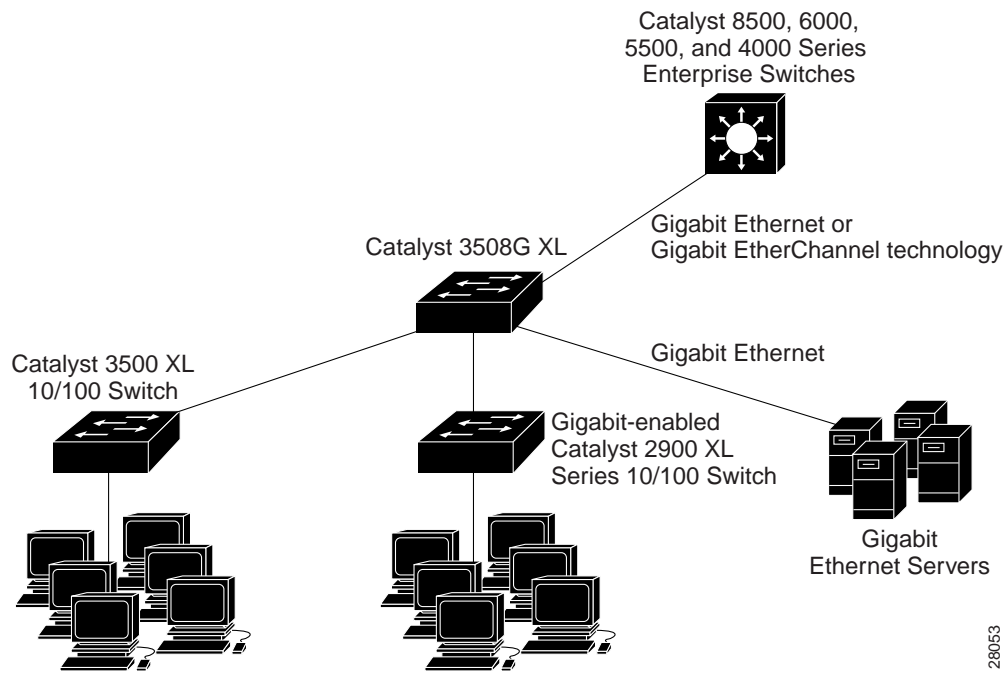 Catalyst 8500, 6000,
5500, and 4000 Series
Enterprise Switches
Gigabit Ethernet or
Gigabit EtherChannel technology
Catalyst 3508G XL
Gigabit Ethernet
Catalyst 3500 XL
10/100 Switch
Gigabit-enabled
Catalyst 2900 XL
Series 10/100 Switch
Gigabit
Ethernet Servers
28053